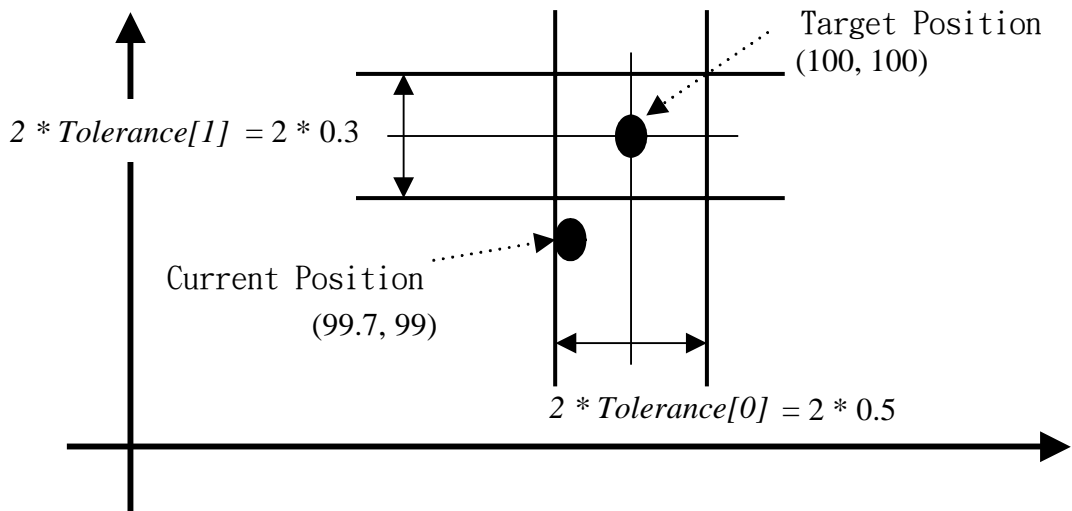 Target Position
(100, 100)
2 * Tolerance[1] = 2 * 0.3
Current Position
(99.7, 99)
2 * Tolerance[0] = 2 * 0.5